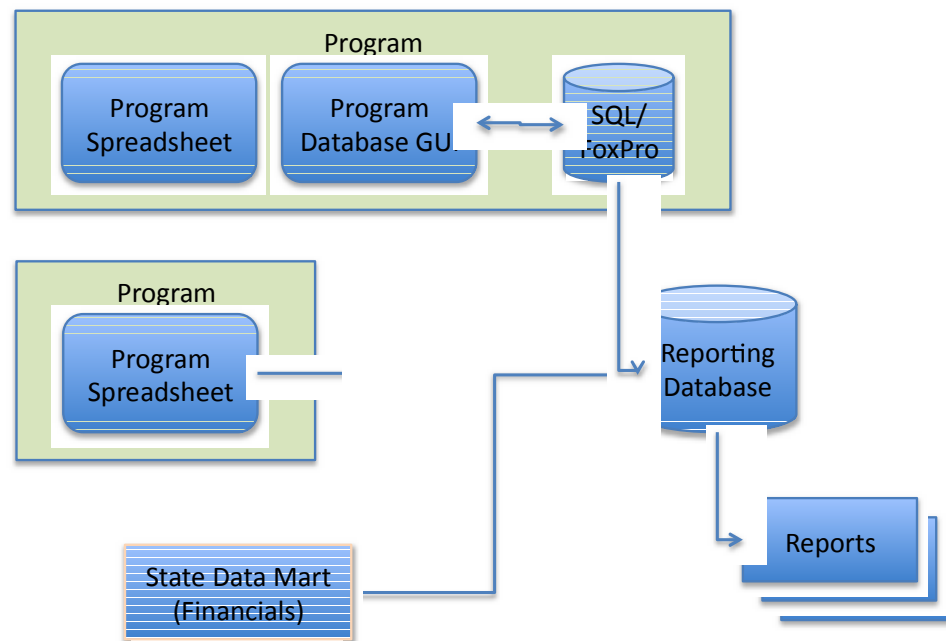 Program
Program
Spreadsheet
Program
Database GUI
SQL/
FoxPro
Program
Program
Spreadsheet
Reporting
Database
Reports
State Data Mart
(Financials)